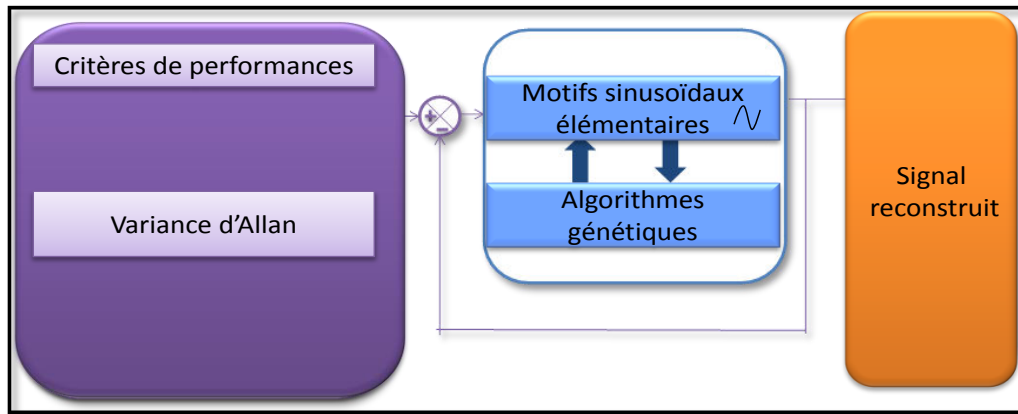 Critères de performances
Variance d'Allan
+
-
Motifs sinusoïdaux
élémentaires
Algorithmes
génétiques
Signal
reconstruit